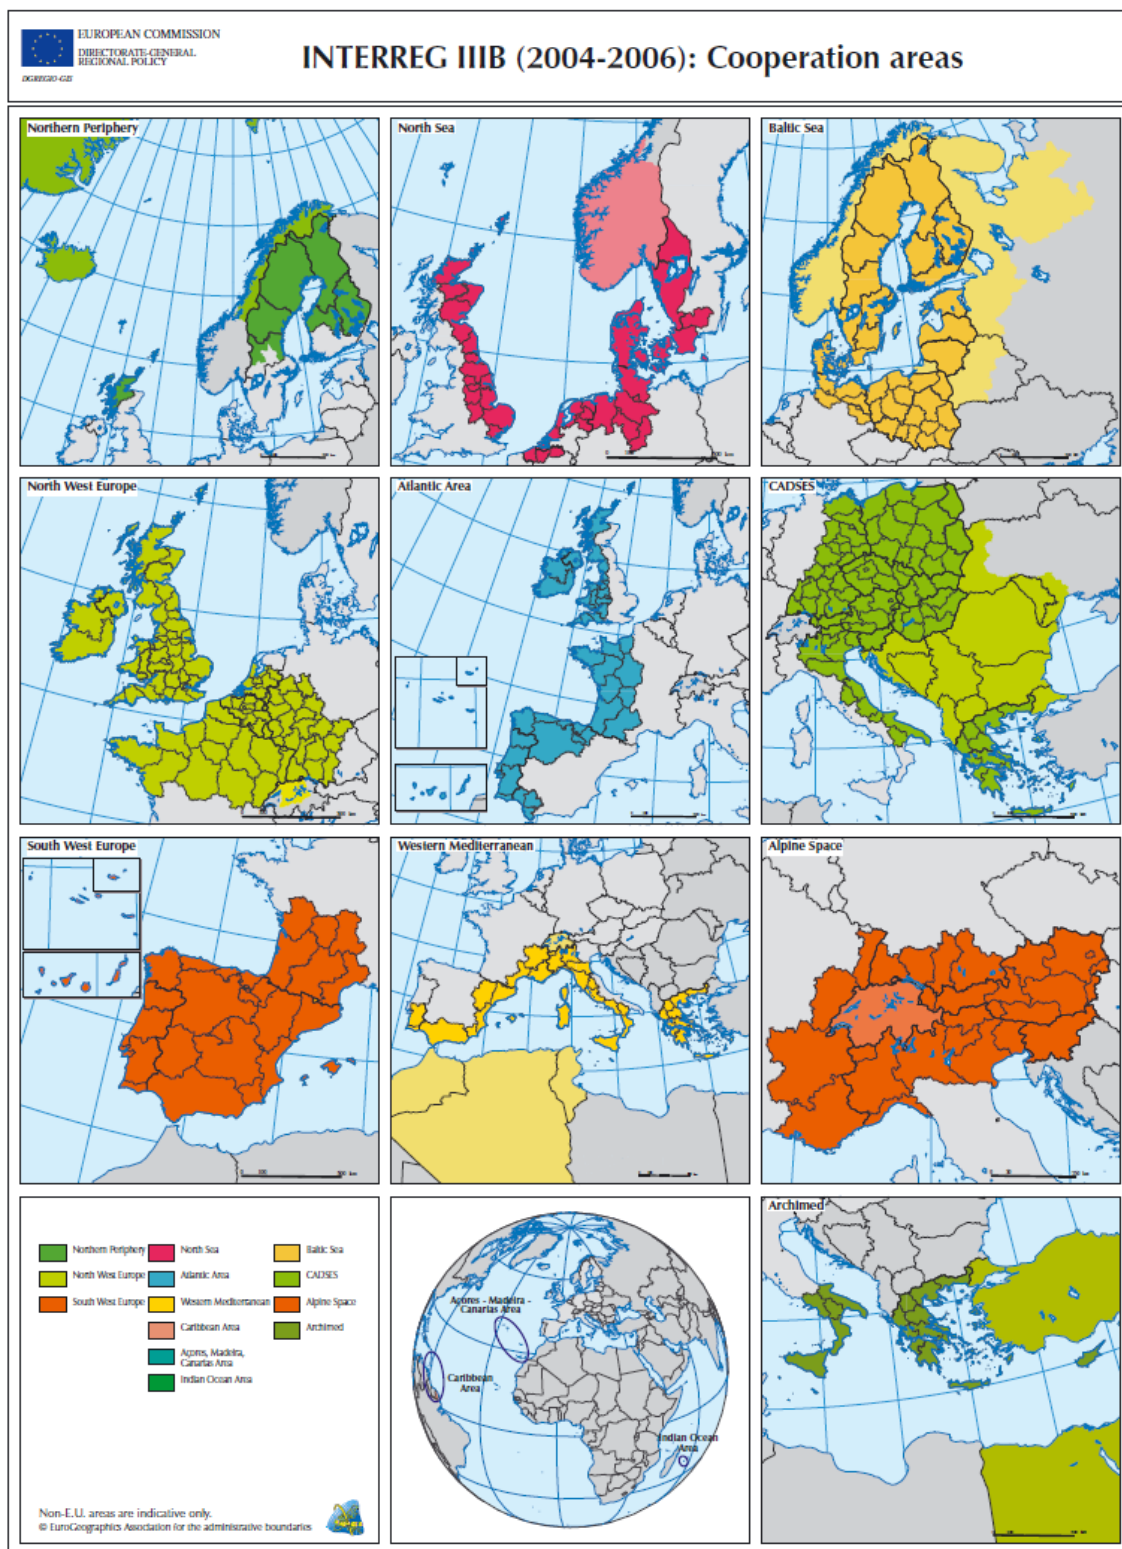 EUROPEAN COMMISSION
DIRECTORATE-GENERAL
REGIONAL POLICY
DGREGIO-GIS
INTERREG IIIB (2004-2006): Cooperation areas
Northern Periphery
North Sea
Baltic Sea
North West Europe
Atlantic Area
CADSES
South West Europe
Western Mediterranean
Alpine Space
Archimed
Northern Periphery
North Sea
Baltic Sea
North West Europe
Atlantic Area
CADSES
South West Europe
Western Mediterranean
Alpine Space
Caribbean Area
Archimed
Açores, Madeira,
Canarias Area
Indian Ocean Area
Açores - Madeira -
Canarias Area
Caribbean
Area
Indian Ocean
Area
Non-E.U. areas are indicative only.
© EuroGeographics Association for the administrative boundaries